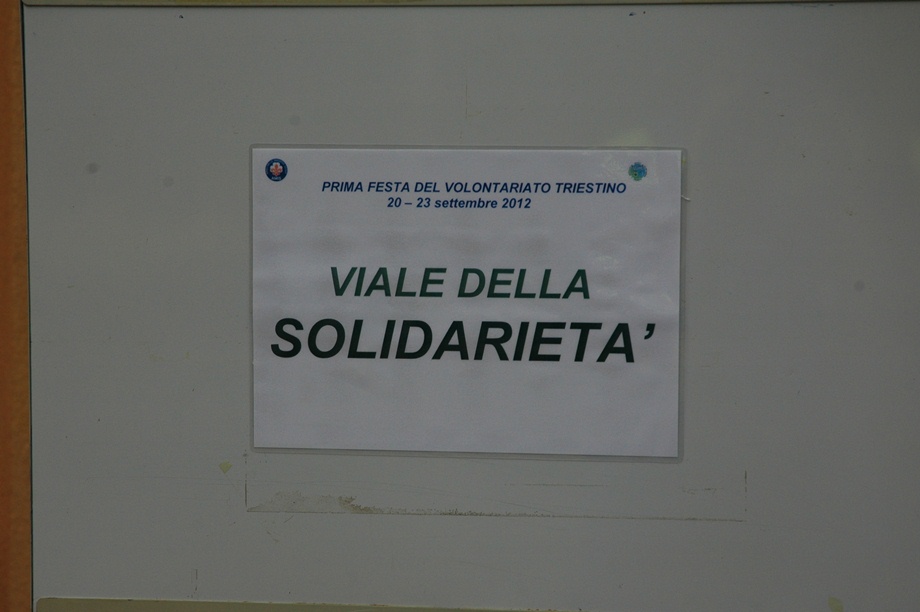 PRIMA FESTA DEL VOLONTARIATO TRIESTINO
20 – 23 settembre 2012
VIALE DELLA
SOLIDARIETA’